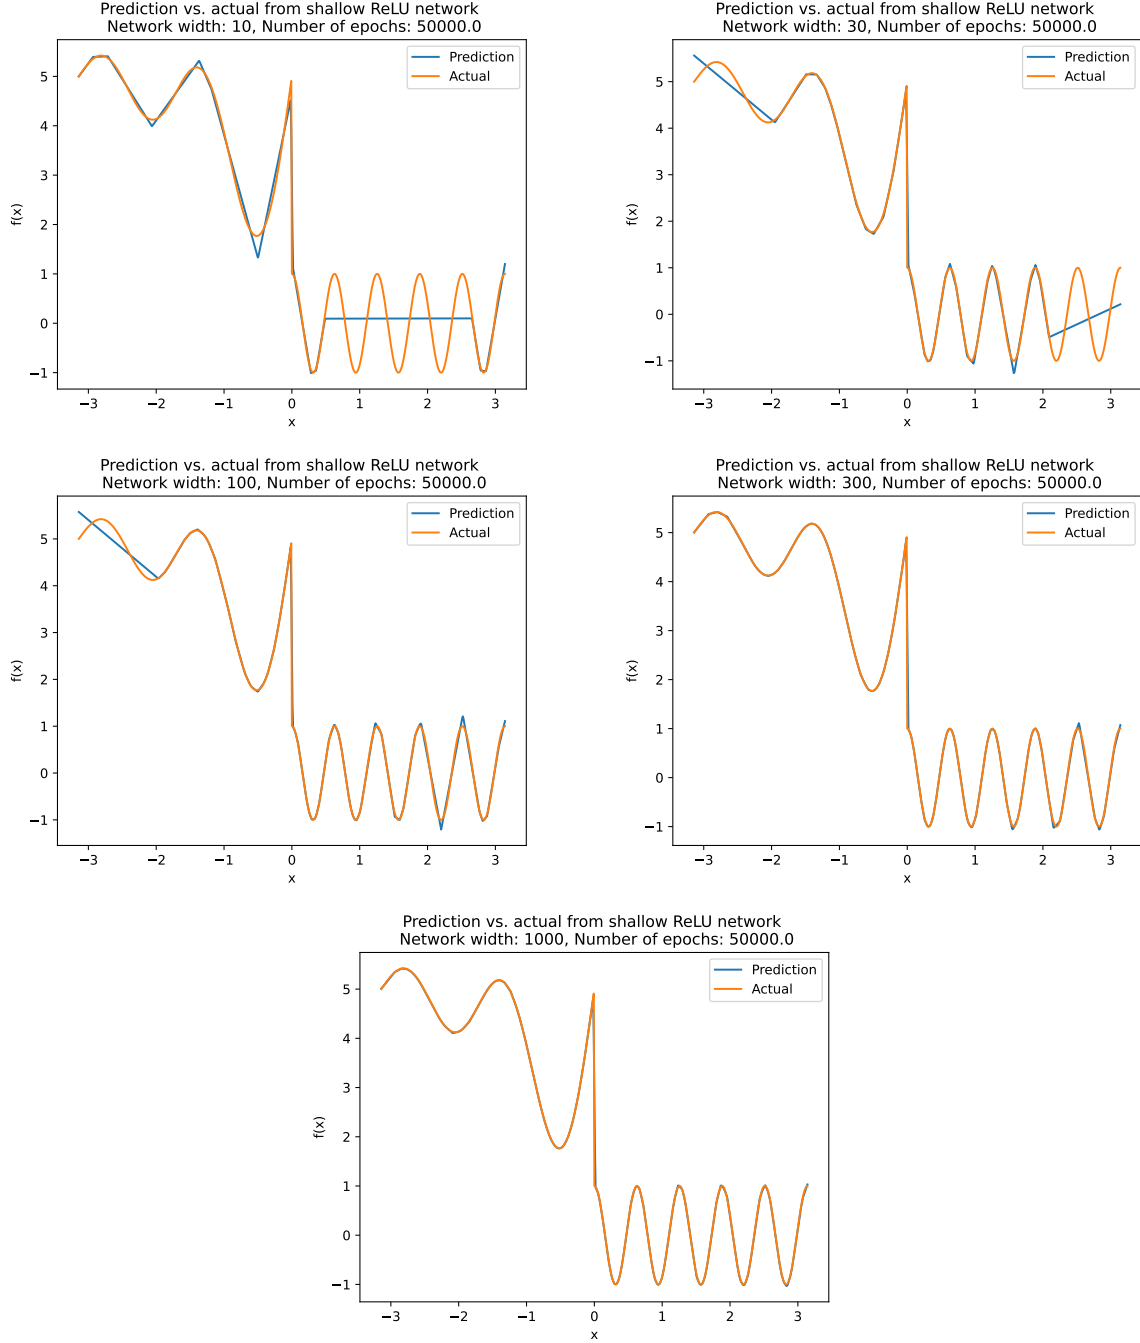 Prediction vs. actual from shallow ReLU network
Network width: 10, Number of epochs: 50000.0
Prediction
Actual
f(x)
5
4
3
2
1
0
−1
−3
−2
−1
0
1
2
3
x
Prediction vs. actual from shallow ReLU network
Network width: 30, Number of epochs: 50000.0
Prediction
Actual
f(x)
5
4
3
2
1
0
−1
−3
−2
−1
0
1
2
3
x
Prediction vs. actual from shallow ReLU network
Network width: 100, Number of epochs: 50000.0
Prediction
Actual
f(x)
5
4
3
2
1
0
−1
−3
−2
−1
0
1
2
3
x
Prediction vs. actual from shallow ReLU network
Network width: 300, Number of epochs: 50000.0
Prediction
Actual
f(x)
5
4
3
2
1
0
−1
−3
−2
−1
0
1
2
3
x
Prediction vs. actual from shallow ReLU network
Network width: 1000, Number of epochs: 50000.0
Prediction
Actual
f(x)
5
4
3
2
1
0
−1
−3
−2
−1
0
1
2
3
x